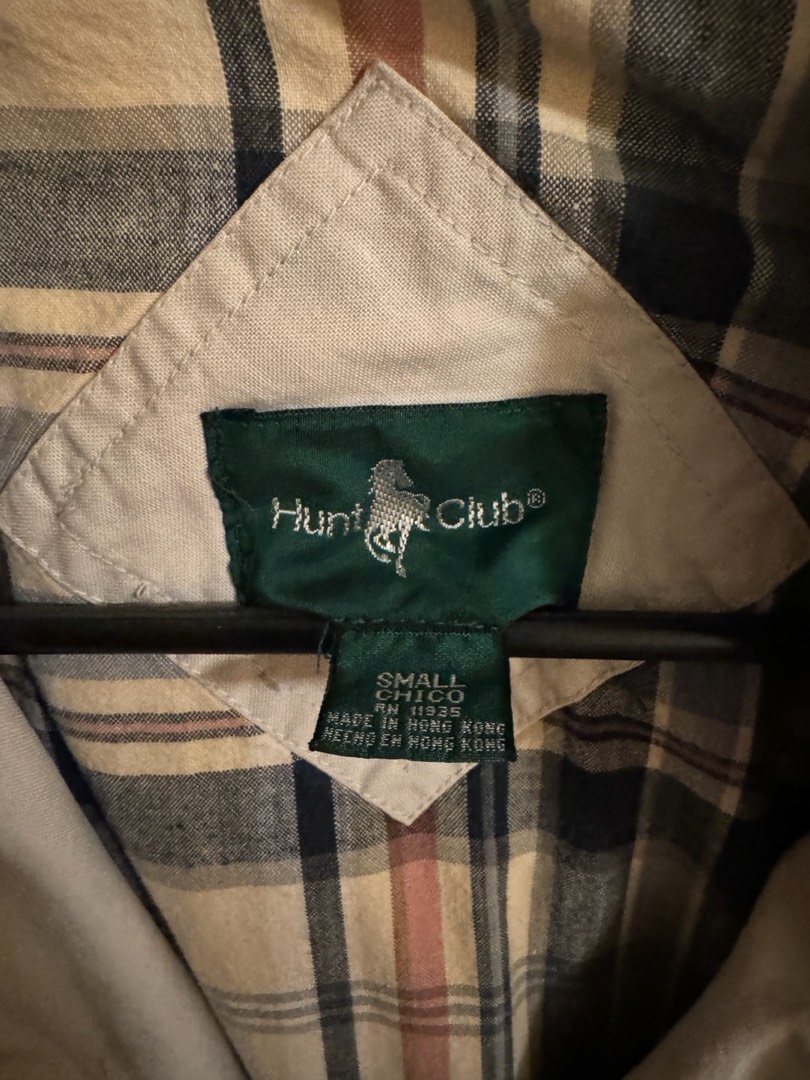 Hunt Club®
SMALL
CHICO
RN 11935
MADE IN HONG KONG
HECHO EN HONG KONG